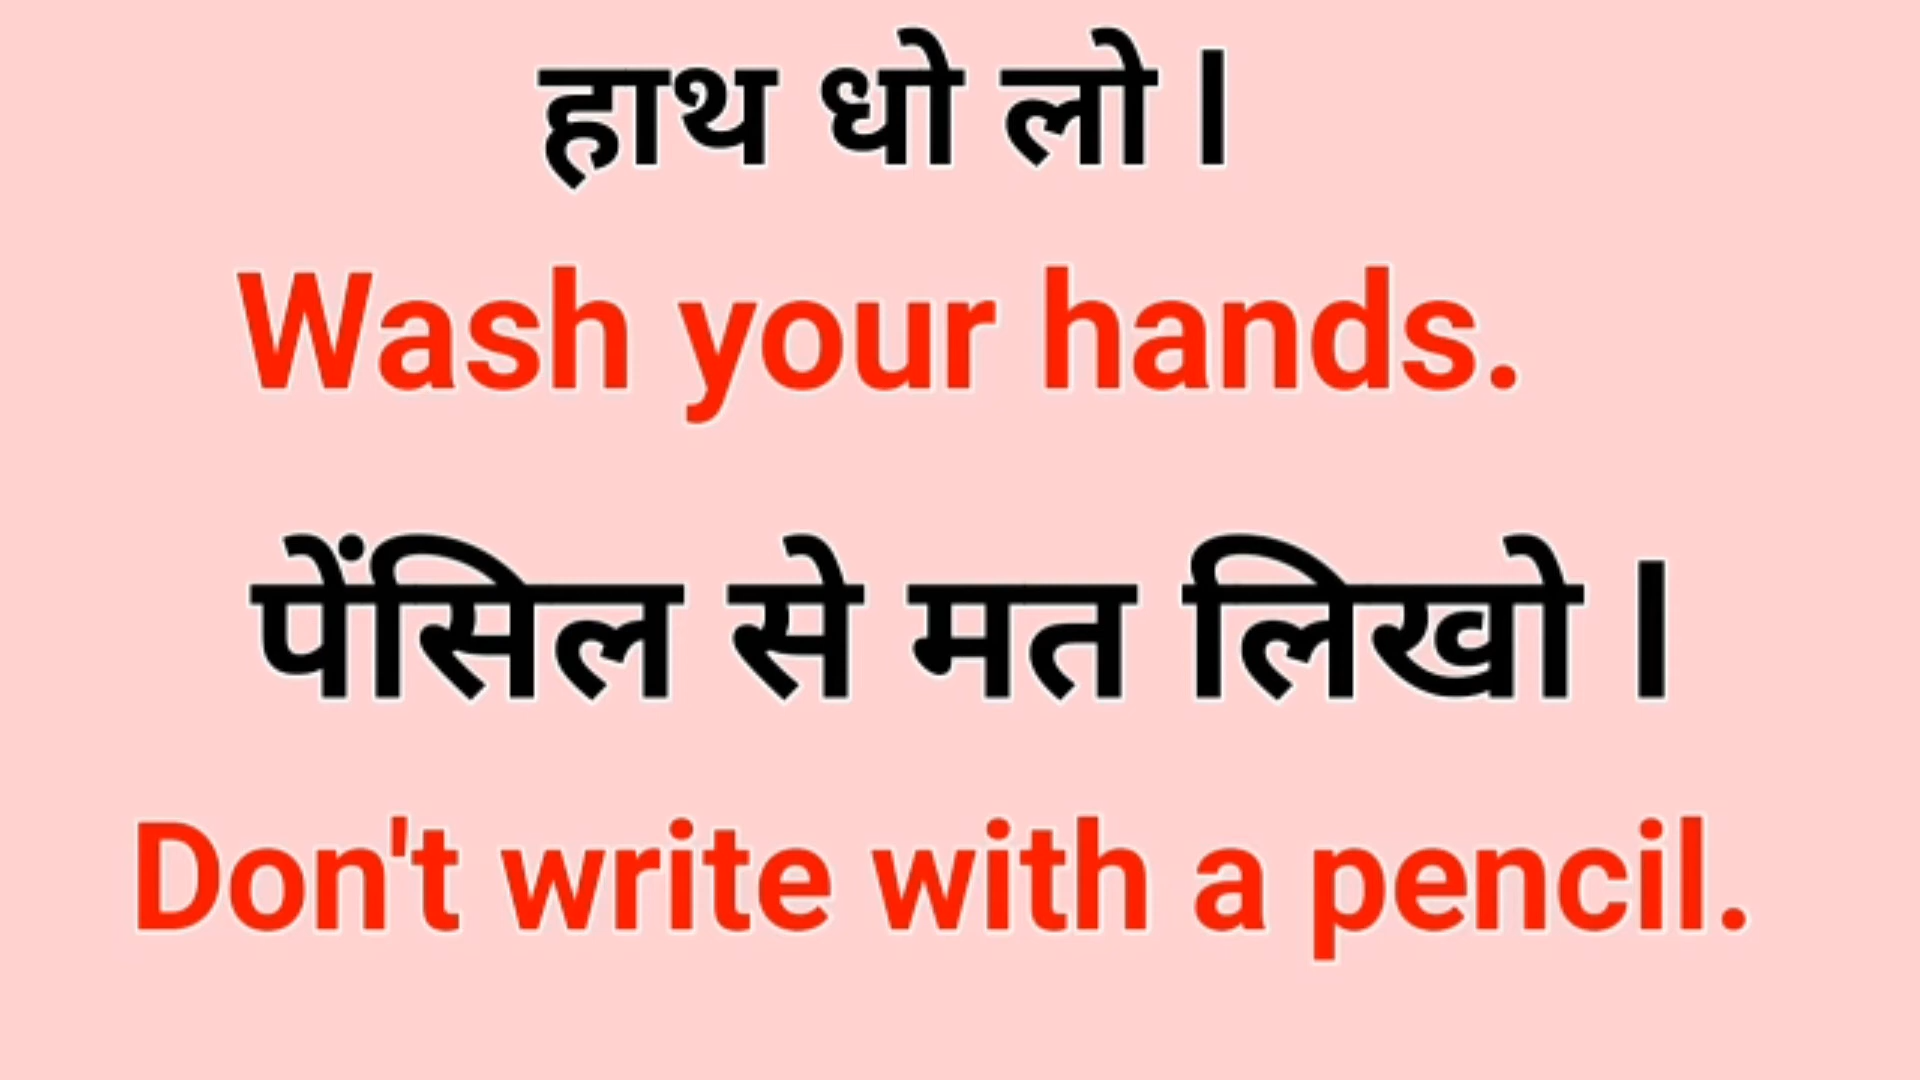 हाथ धो लो ।
Wash your hands.
पेंसिल से मत लिखो ।
Don't write with a pencil.